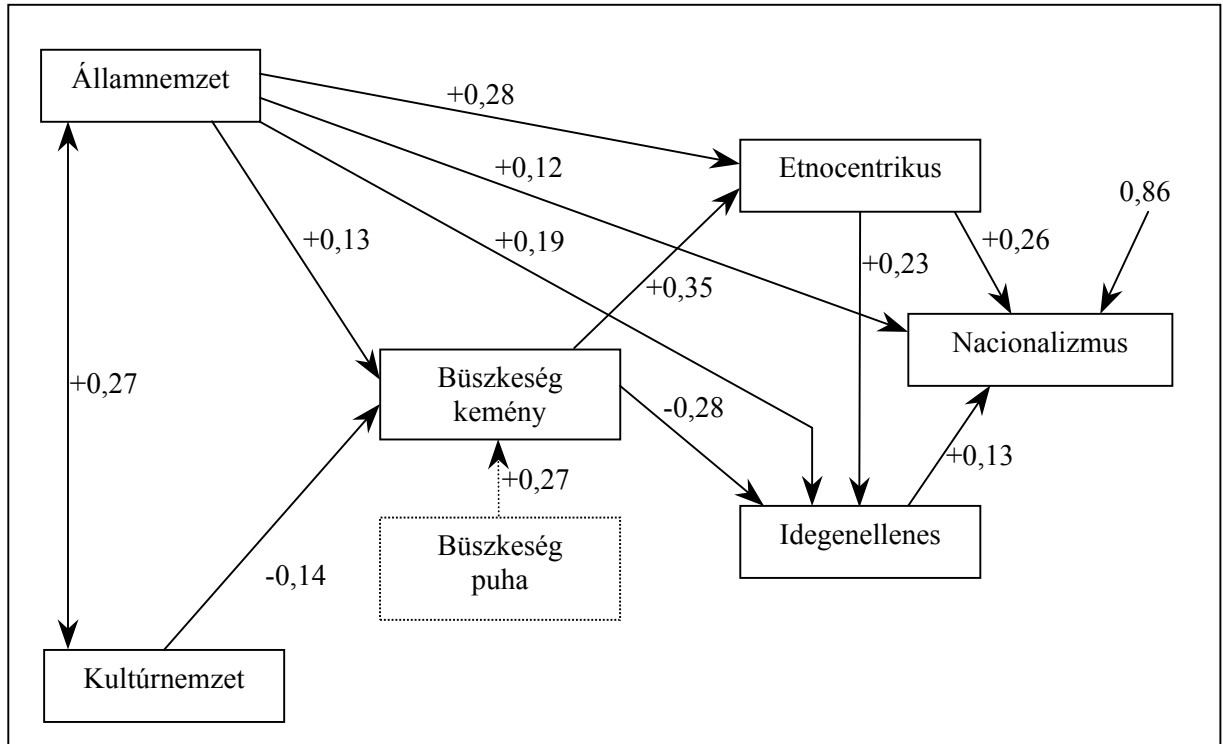 Államnemzet
+0,28
Etnocentrikus
+0,12
0,86
+0,13
+0,19
+0,26
+0,23
+0,35
Nacionalizmus
Büszkeség
kemény
+0,27
-0,28
+0,13
+0,27
Idegenellenes
Büszkeség
puha
-0,14
Kultúrnemzet